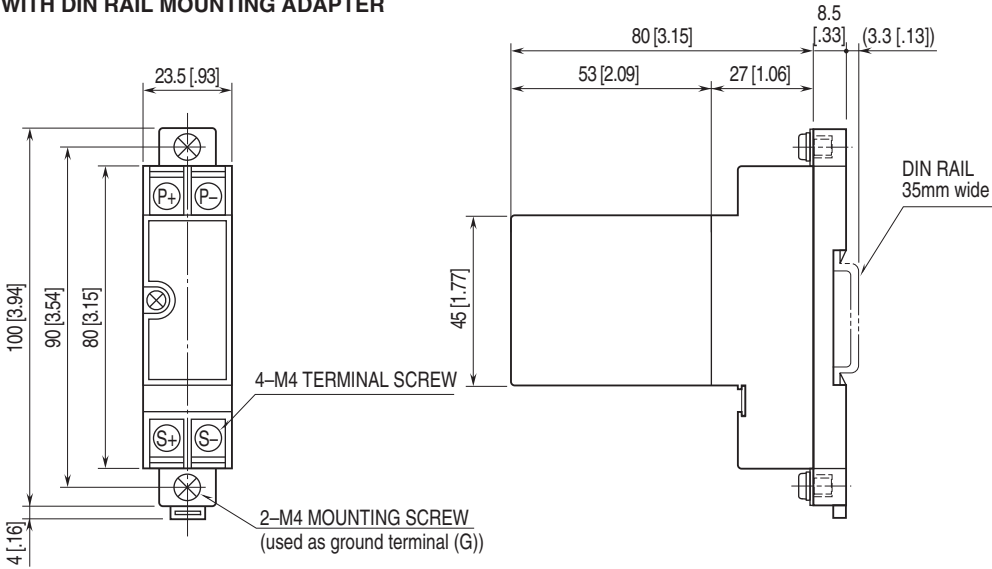 WITH DIN RAIL MOUNTING ADAPTER
8.5
[.33]
(3.3 [.13])
80 [3.15]
53 [2.09]
27 [1.06]
23.5 [.93]
DIN RAIL
35mm wide
P+
P–
100 [3.94]
90 [3.54]
80 [3.15]
45 [1.77]
4–M4 TERMINAL SCREW
S+
S–
2–M4 MOUNTING SCREW
(used as ground terminal (G))
4 [.16]